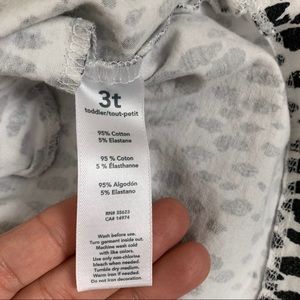 3t
toddler/tout-petit
95% Cotton
5% Elastane
95 % Coton
5 % Élasthanne
95% Algodón
5% Elastano
CA# 14974
Wash before use.
Turn garment inside out.
Machine wash cold
with like colors.
Use only non-chlorine
bleach when needed.
Tumble dry medium.
Warm iron if needed.
Do not iron decoration.